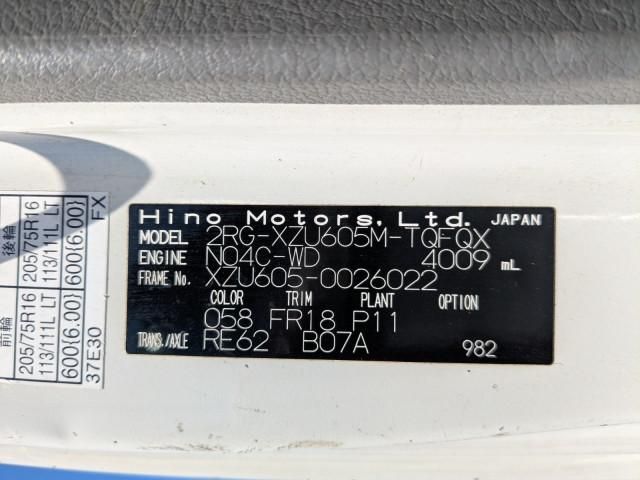 Hino Motors, Ltd. JAPAN
MODEL 2RG-XZU605M-TQFQX
ENGINE N04C-WD 4009 mL
FRAME No. XZU605-0026022
COLOR TRIM PLANT OPTION
058 FR18 P11
TRANS./AXLE RE62 B07A 982
前輪 後輪
205/75R16 205/75R16
113/111L LT 113/111L LT
600{6.00} 600{6.00}
37E30 FX